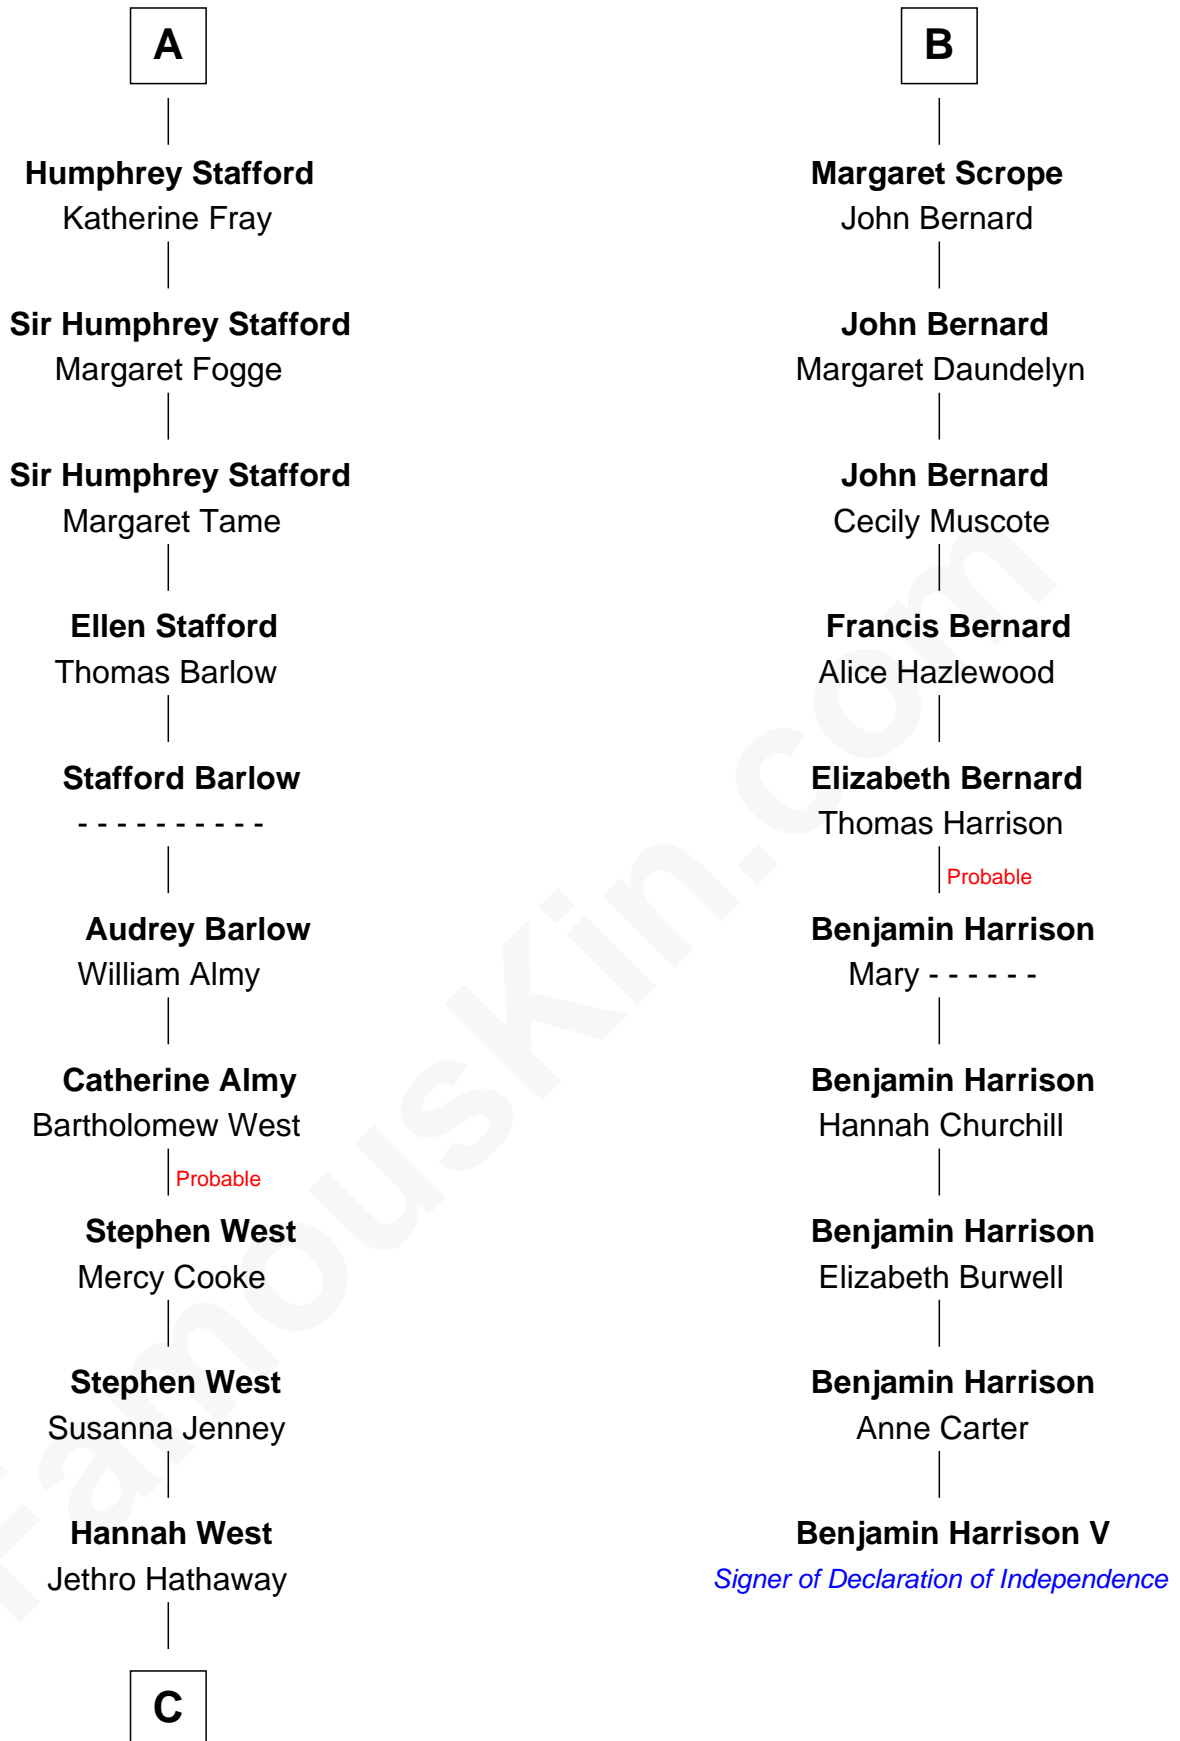 A
Humphrey Stafford
Katherine Fray
Sir Humphrey Stafford
Margaret Fogge
Sir Humphrey Stafford
Margaret Tame
Ellen Stafford
Thomas Barlow
Stafford Barlow
- - - - - - - - - -
Audrey Barlow
William Almy
Catherine Almy
Bartholomew West
Probable
Stephen West
Mercy Cooke
Stephen West
Susanna Jenney
Hannah West
Jethro Hathaway
C
B
Margaret Scrope
John Bernard
John Bernard
Margaret Daundelyn
John Bernard
Cecily Muscote
Francis Bernard
Alice Hazlewood
Elizabeth Bernard
Thomas Harrison
Probable
Benjamin Harrison
Mary - - - - - -
Benjamin Harrison
Hannah Churchill
Benjamin Harrison
Elizabeth Burwell
Benjamin Harrison
Anne Carter
Benjamin Harrison V
Signer of Declaration of Independence
FamousKin.com